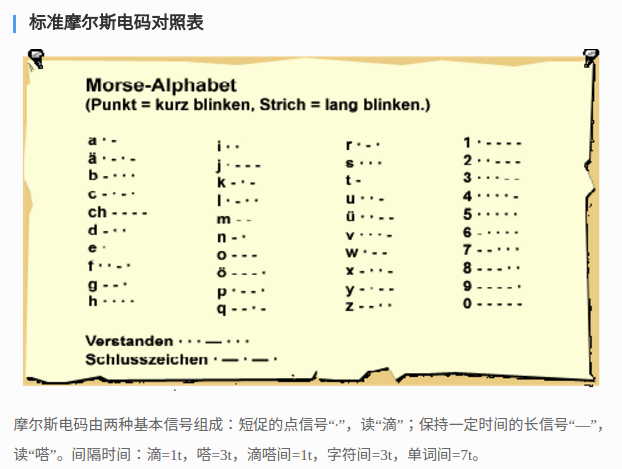 标准摩尔斯电码对照表
Morse-Alphabet
(Punkt = kurz blinken, Strich = lang blinken.)
a · -
ä · - · -
b - · · ·
c - · - ·
ch - - - -
d - · ·
e ·
f · · - ·
g - - ·
h · · · ·
i · ·
j · - - -
k - · -
l · - · ·
m - -
n - ·
o - - -
ö - - - ·
p · - - ·
q - - · -
r · - ·
s · · ·
t -
u · · -
ü · · - -
v · · · -
w · - -
x - · · -
y - · - -
z - - · ·
1 · - - - -
2 · · - - -
3 · · · - -
4 · · · · -
5 · · · · ·
6 - · · · ·
7 - - · · ·
8 - - - · ·
9 - - - - ·
0 - - - - -
Verstanden · · · — · · ·
Schlusszeichen · — · — ·
摩尔斯电码由两种基本信号组成：短促的点信号“·”，读“滴”；保持一定时间的长信号“—”，
读“嗒”。间隔时间：滴=1t，嗒=3t，滴嗒间=1t，字符间=3t，单词间=7t。